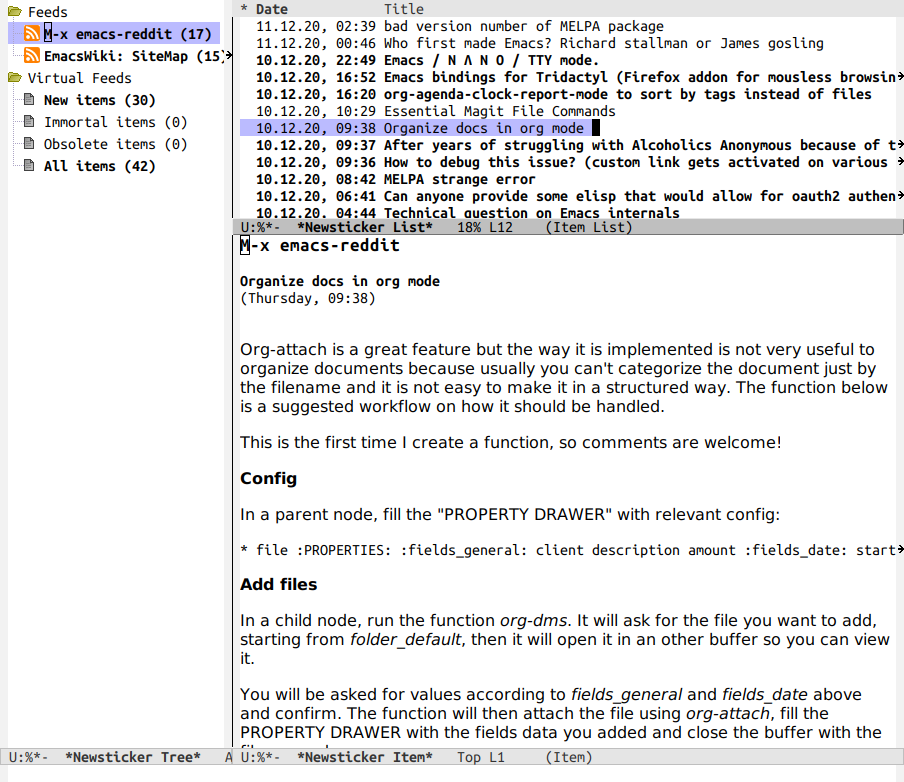 Feeds
M-x emacs-reddit (17)
EmacsWiki: SiteMap (15)
Virtual Feeds
New items (30)
Immortal items (0)
Obsolete items (0)
All items (42)
U:%*-  *Newsticker Tree*   A
* Date            Title
11.12.20, 02:39 bad version number of MELPA package
11.12.20, 00:46 Who first made Emacs? Richard stallman or James gosling
10.12.20, 22:49 Emacs / N Λ N O / TTY mode.
10.12.20, 16:52 Emacs bindings for Tridactyl (Firefox addon for mousless browsin
10.12.20, 16:20 org-agenda-clock-report-mode to sort by tags instead of files
10.12.20, 10:29 Essential Magit File Commands
10.12.20, 09:38 Organize docs in org mode
10.12.20, 09:37 After years of struggling with Alcoholics Anonymous because of t
10.12.20, 09:36 How to debug this issue? (custom link gets activated on various
10.12.20, 08:42 MELPA strange error
10.12.20, 06:41 Can anyone provide some elisp that would allow for oauth2 authen
10.12.20, 04:44 Technical question on Emacs internals
U:%*-  *Newsticker List*   18% L12    (Item List)
M-x emacs-reddit
Organize docs in org mode
(Thursday, 09:38)
Org-attach is a great feature but the way it is implemented is not very useful to
organize documents because usually you can't categorize the document just by
the filename and it is not easy to make it in a structured way. The function below
is a suggested workflow on how it should be handled.
This is the first time I create a function, so comments are welcome!
Config
In a parent node, fill the "PROPERTY DRAWER" with relevant config:
* file :PROPERTIES: :fields_general: client description amount :fields_date: start
Add files
In a child node, run the function org-dms. It will ask for the file you want to add,
starting from folder_default, then it will open it in an other buffer so you can view
it.
You will be asked for values according to fields_general and fields_date above
and confirm. The function will then attach the file using org-attach, fill the
PROPERTY DRAWER with the fields data you added and close the buffer with the
U:%*-  *Newsticker Item*   Top L1     (Item)